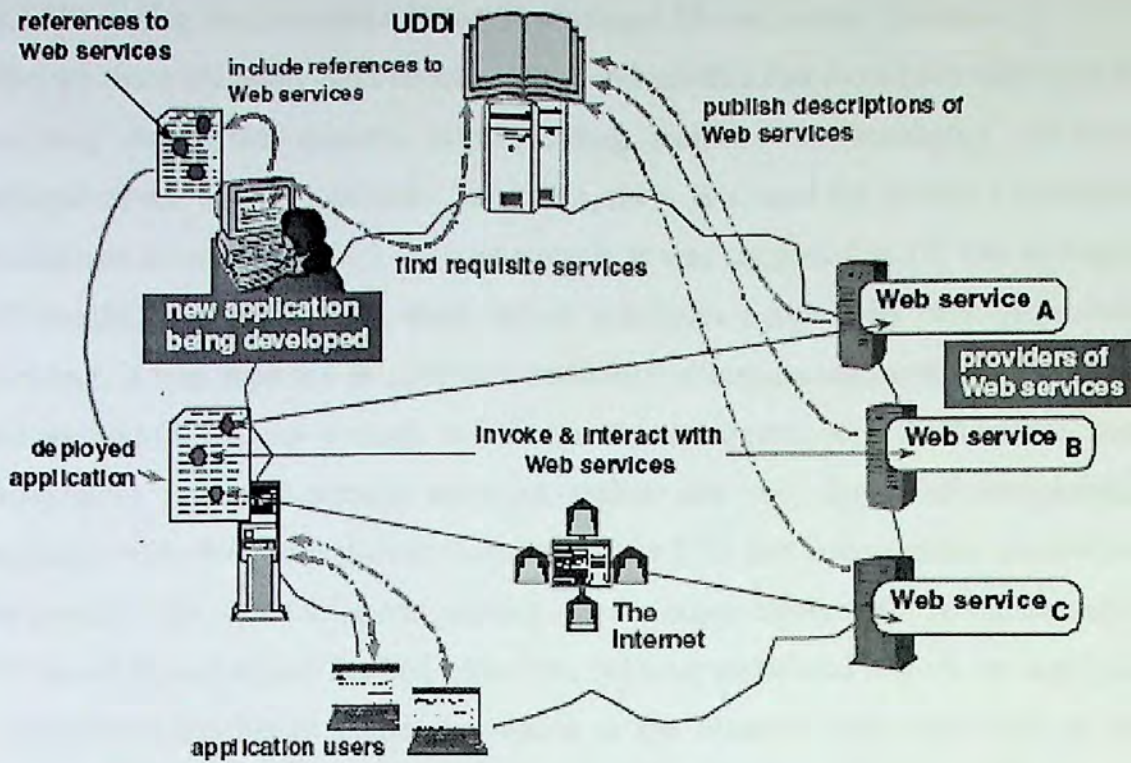 references to
Web services
UDDI
include references to
Web services
publish descriptions of
Web services
find requisite services
new application
being developed
Web service A
providers of
Web services
deployed
application
Invoke & Interact with
Web services
Web service B
The
Internet
Web service C
application users